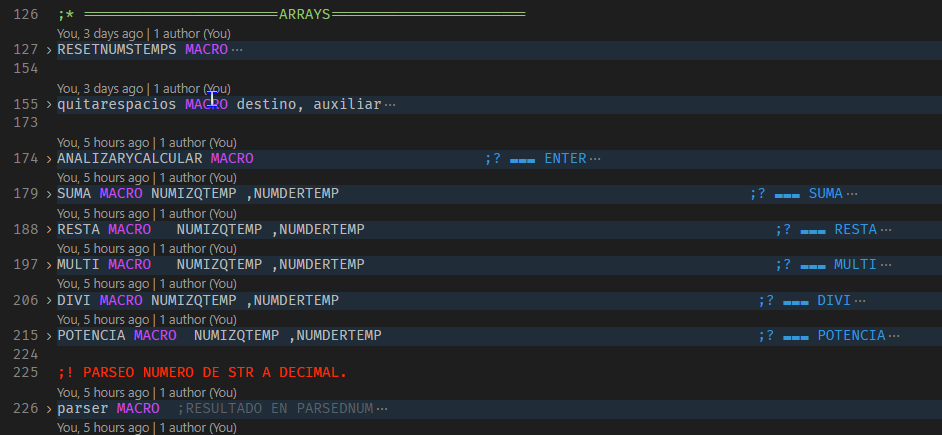 126 ;* ═══════════════════════ARRAYS═══════════════════════
You, 3 days ago | 1 author (You)
127 > RESETNUMSTEMPS MACRO···
154
You, 3 days ago | 1 author (You)
155 > quitarespacios MACRO destino, auxiliar···
173
You, 5 hours ago | 1 author (You)
174 > ANALIZARYCALCULAR MACRO ;? ▬▬▬ ENTER···
You, 5 hours ago | 1 author (You)
179 > SUMA MACRO NUMIZQTEMP ,NUMDERTEMP ;? ▬▬▬ SUMA···
You, 5 hours ago | 1 author (You)
188 > RESTA MACRO NUMIZQTEMP ,NUMDERTEMP ;? ▬▬▬ RESTA···
You, 5 hours ago | 1 author (You)
197 > MULTI MACRO NUMIZQTEMP ,NUMDERTEMP ;? ▬▬▬ MULTI···
You, 5 hours ago | 1 author (You)
206 > DIVI MACRO NUMIZQTEMP ,NUMDERTEMP ;? ▬▬▬ DIVI···
You, 5 hours ago | 1 author (You)
215 > POTENCIA MACRO NUMIZQTEMP ,NUMDERTEMP ;? ▬▬▬ POTENCIA···
224
225 ;! PARSEO NUMERO DE STR A DECIMAL.
You, 5 hours ago | 1 author (You)
226 > parser MACRO ;RESULTADO EN PARSEDNUM···
You, 5 hours ago | 1 author (You)